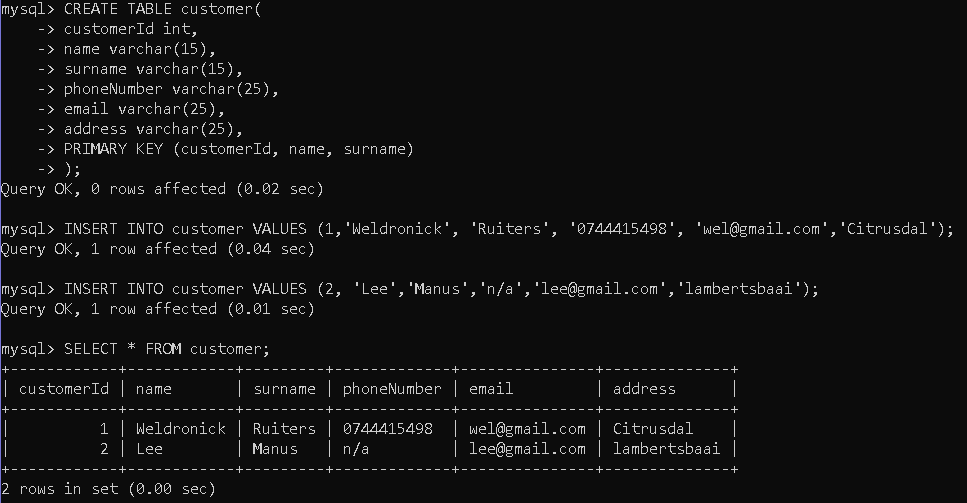 mysql> CREATE TABLE customer(
    -> customerId int,
    -> name varchar(15),
    -> surname varchar(15),
    -> phoneNumber varchar(25),
    -> email varchar(25),
    -> address varchar(25),
    -> PRIMARY KEY (customerId, name, surname)
    -> );
Query OK, 0 rows affected (0.02 sec)

mysql> INSERT INTO customer VALUES (1,'Weldronick', 'Ruiters', '0744415498', 'wel@gmail.com','Citrusdal');
Query OK, 1 row affected (0.04 sec)

mysql> INSERT INTO customer VALUES (2, 'Lee','Manus','n/a','lee@gmail.com','lambertsbaai');
Query OK, 1 row affected (0.01 sec)

mysql> SELECT * FROM customer;
+------------+------------+---------+-------------+---------------+--------------+
| customerId | name       | surname | phoneNumber | email         | address      |
+------------+------------+---------+-------------+---------------+--------------+
|          1 | Weldronick | Ruiters | 0744415498  | wel@gmail.com | Citrusdal    |
|          2 | Lee        | Manus   | n/a         | lee@gmail.com | lambertsbaai |
+------------+------------+---------+-------------+---------------+--------------+
2 rows in set (0.00 sec)